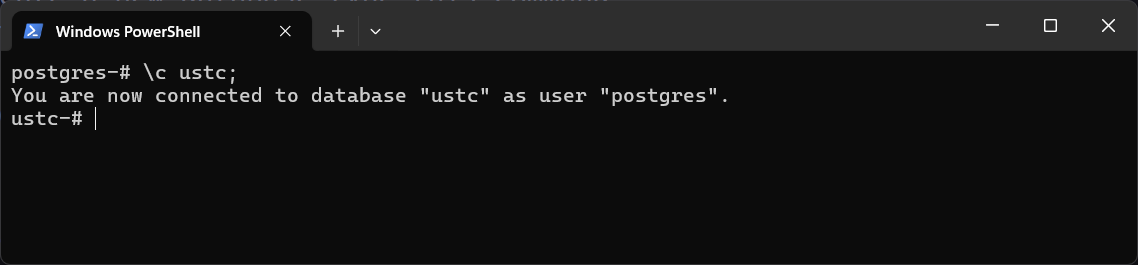 Windows PowerShell
postgres-# \c ustc;
You are now connected to database "ustc" as user "postgres".
ustc-#